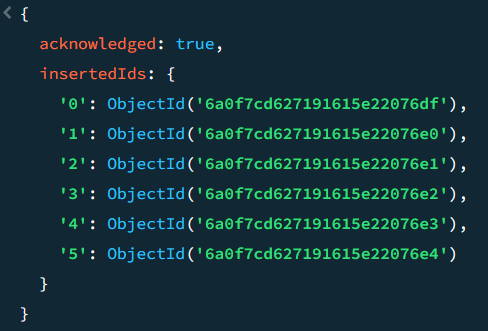 {
acknowledged: true,
insertedIds: {
'0': ObjectId('6a0f7cd627191615e22076df'),
'1': ObjectId('6a0f7cd627191615e22076e0'),
'2': ObjectId('6a0f7cd627191615e22076e1'),
'3': ObjectId('6a0f7cd627191615e22076e2'),
'4': ObjectId('6a0f7cd627191615e22076e3'),
'5': ObjectId('6a0f7cd627191615e22076e4')
}
}